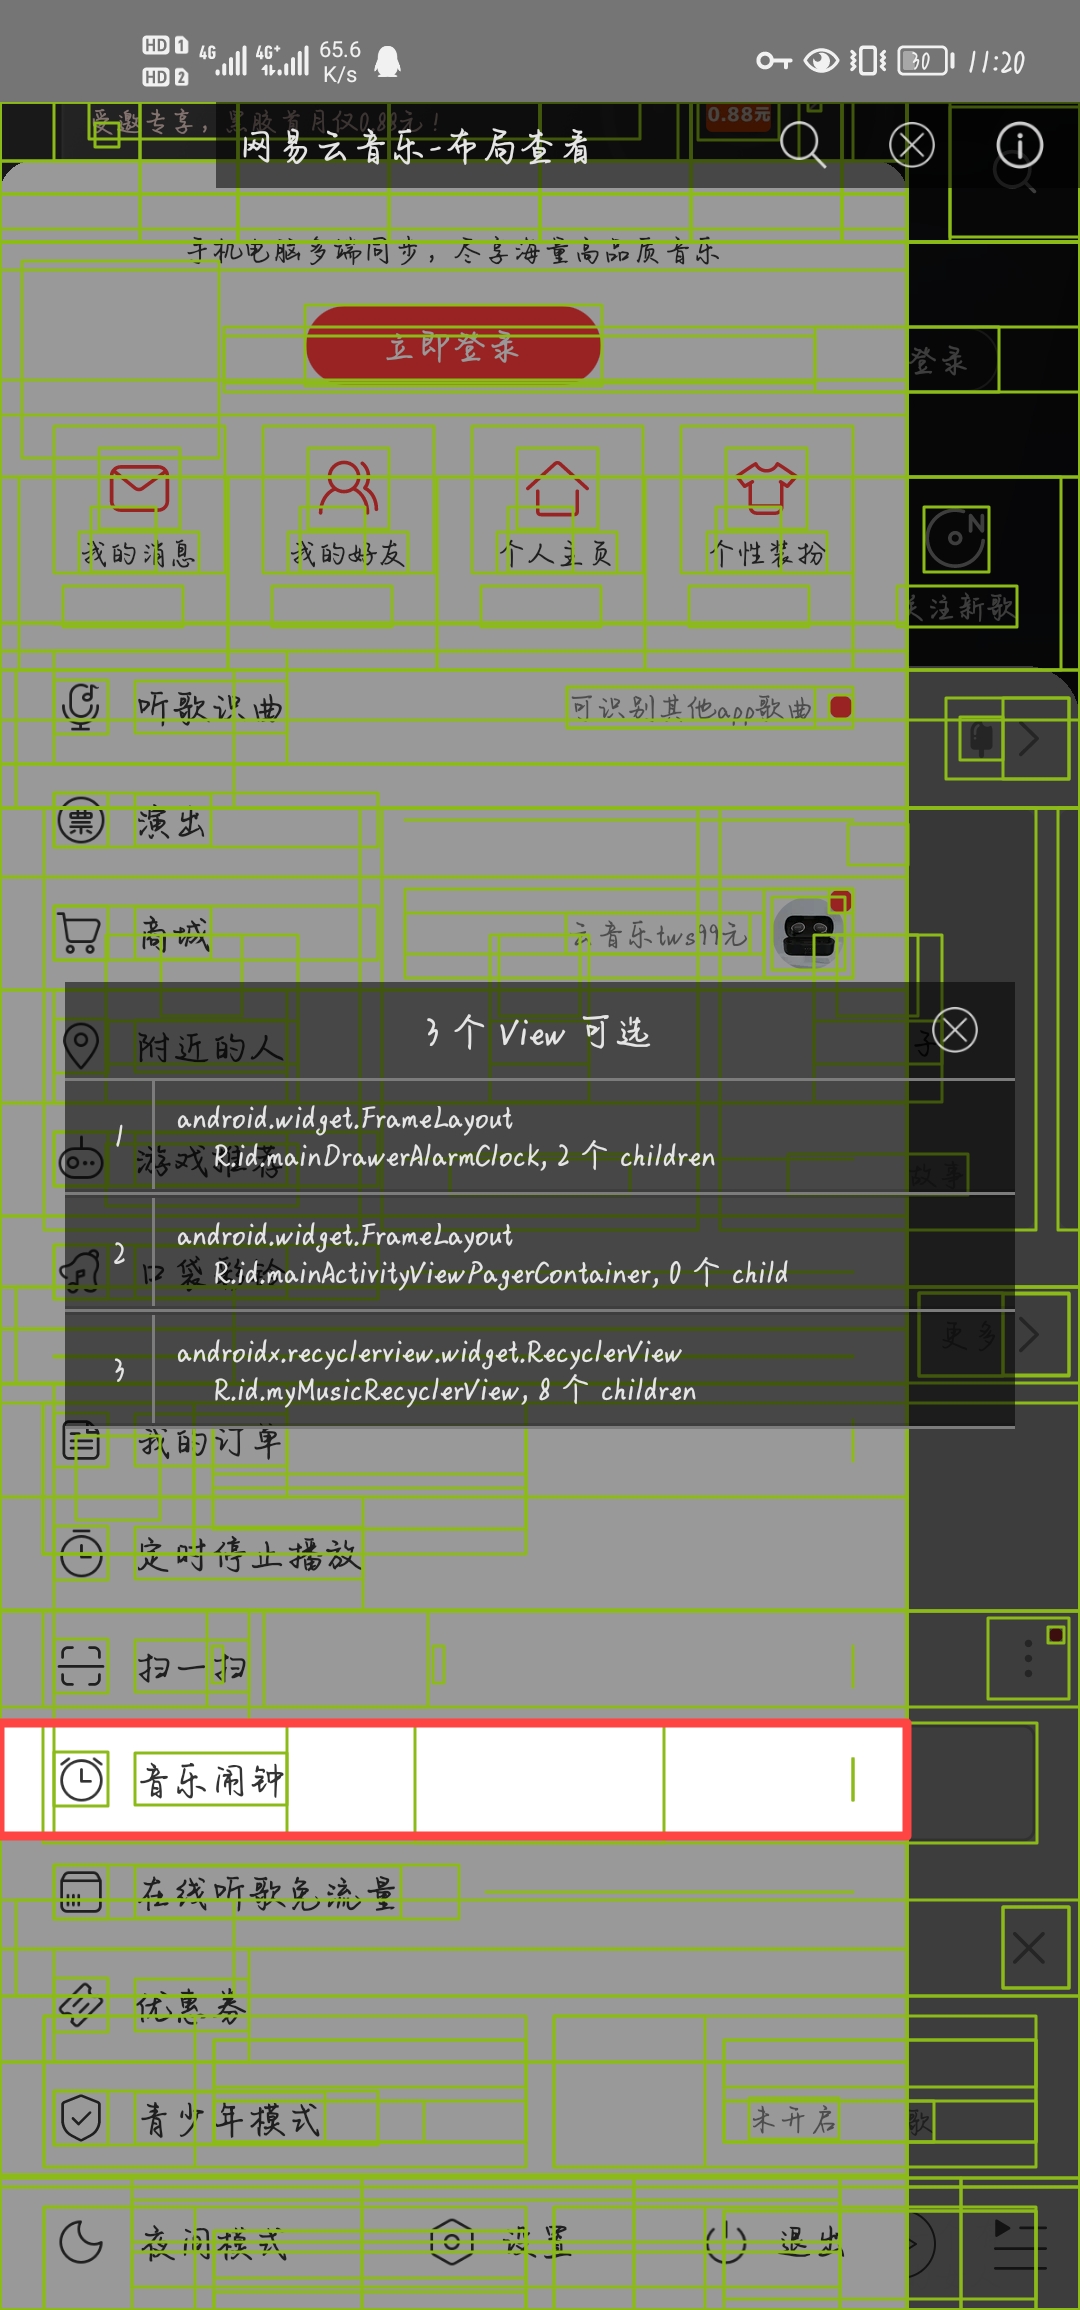 HD 1 4G 4G+ 65.6 K/s 30 11:20
HD 2
受邀专享，黑胶首月仅0.88元！
0.88元
网易云音乐-布局查看
手机电脑多端同步，尽享海量高品质音乐
立即登录
登录
我的消息 我的好友 个人主页 个性装扮
关注新歌
听歌识曲 可识别其他app歌曲
演出
商城 云音乐tws99元
3 个 View 可选
附近的人 子
1 android.widget.FrameLayout
R.id.mainDrawerAlarmClock, 2 个 children
游戏推荐 故事
2 android.widget.FrameLayout
R.id.mainActivityViewPagerContainer, 0 个 child
口袋彩铃
更多
3 androidx.recyclerview.widget.RecyclerView
R.id.myMusicRecyclerView, 8 个 children
我的订单
定时停止播放
扫一扫
音乐闹钟
在线听歌免流量
优惠券
青少年模式 未开启 歌
夜间模式 设置 退出